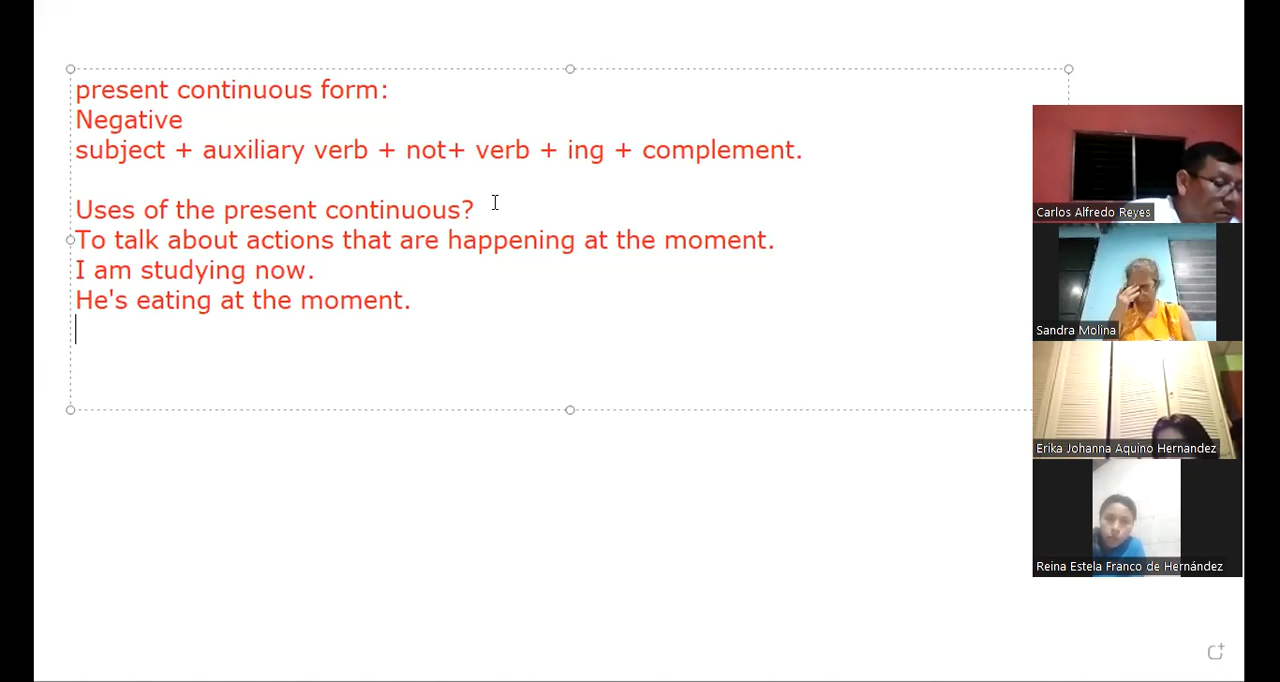 present continuous form:
Negative
subject + auxiliary verb + not+ verb + ing + complement.
Uses of the present continuous?
To talk about actions that are happening at the moment.
I am studying now.
He's eating at the moment.
Carlos Alfredo Reyes
Sandra Molina
Erika Johanna Aquino Hernandez
Reina Estela Franco de Hernández